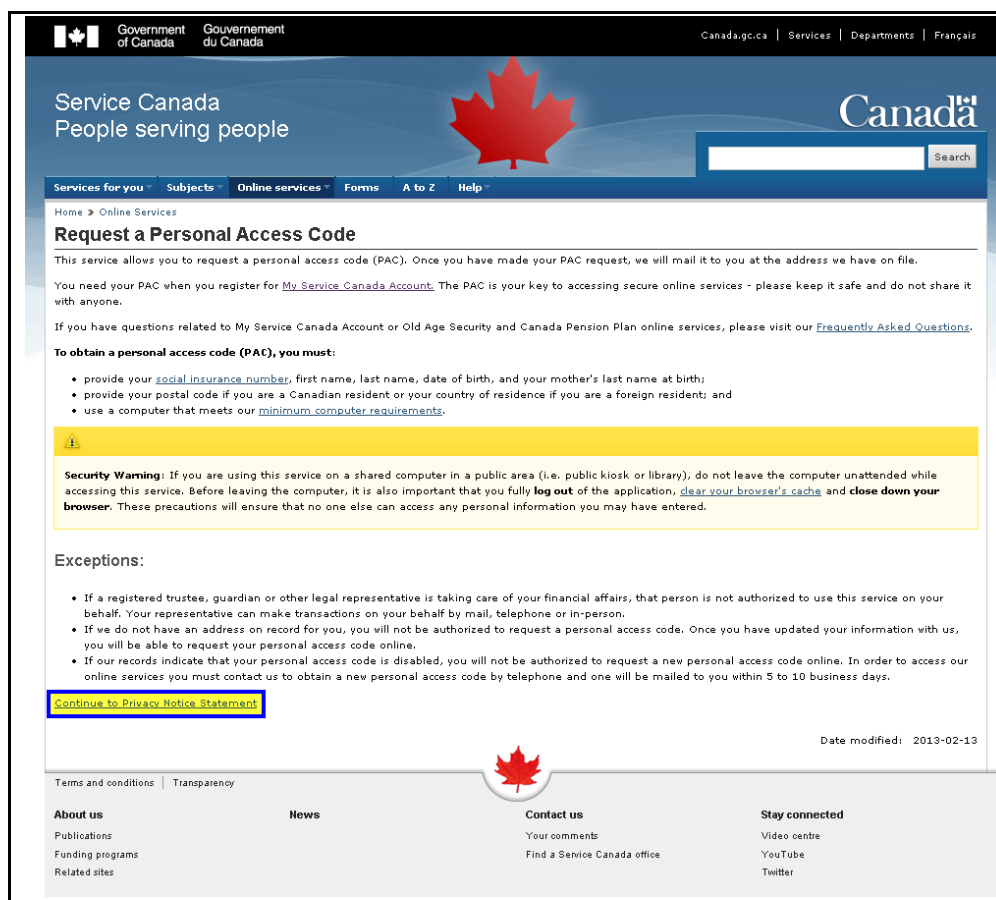 Government Gouvernement
of Canada du Canada
Canada.gc.ca | Services | Departments | Français
Service Canada
People serving people
Canada
Search
Services for you Subjects Online services Forms A to Z Help
Home > Online Services
Request a Personal Access Code
This service allows you to request a personal access code (PAC). Once you have made your PAC request, we will mail it to you at the address we have on file.
You need your PAC when you register for My Service Canada Account. The PAC is your key to accessing secure online services - please keep it safe and do not share it
with anyone.
If you have questions related to My Service Canada Account or Old Age Security and Canada Pension Plan online services, please visit our Frequently Asked Questions.
To obtain a personal access code (PAC), you must:
• provide your social insurance number, first name, last name, date of birth, and your mother's last name at birth;
• provide your postal code if you are a Canadian resident or your country of residence if you are a foreign resident; and
• use a computer that meets our minimum computer requirements.
Security Warning: If you are using this service on a shared computer in a public area (i.e. public kiosk or library), do not leave the computer unattended while
accessing this service. Before leaving the computer, it is also important that you fully log out of the application, clear your browser's cache and close down your
browser. These precautions will ensure that no one else can access any personal information you may have entered.
Exceptions:
• If a registered trustee, guardian or other legal representative is taking care of your financial affairs, that person is not authorized to use this service on your
behalf. Your representative can make transactions on your behalf by mail, telephone or in-person.
• If we do not have an address on record for you, you will not be authorized to request a personal access code. Once you have updated your information with us,
you will be able to request your personal access code online.
• If our records indicate that your personal access code is disabled, you will not be authorized to request a new personal access code online. In order to access our
online services you must contact us to obtain a new personal access code by telephone and one will be mailed to you within 5 to 10 business days.
Continue to Privacy Notice Statement
Date modified: 2013-02-13
Terms and conditions | Transparency
About us News Contact us Stay connected
Publications Your comments Video centre
Funding programs Find a Service Canada office YouTube
Related sites Twitter